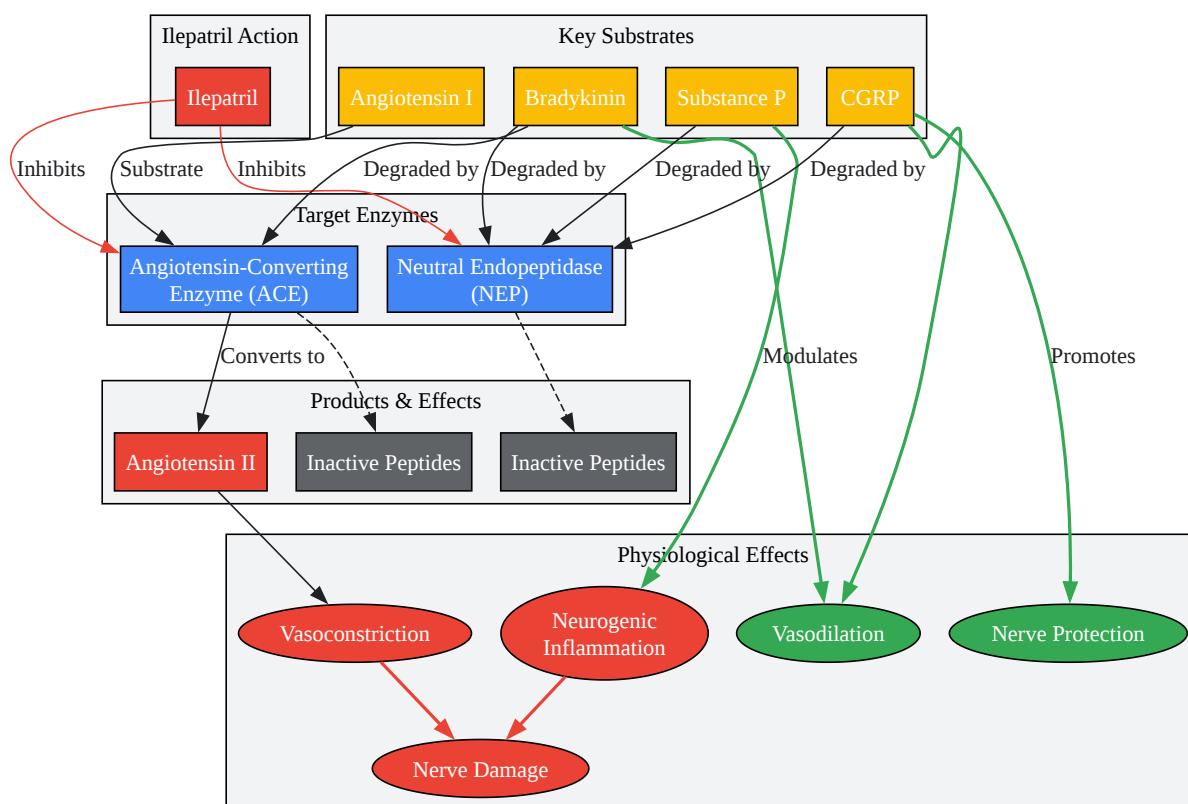 Ilepatril Action
Key Substrates
Ilepatril
Angiotensin I
Bradykinin
Substance P
CGRP
Inhibits
Substrate
Inhibits
Degraded by
Degraded by
Degraded by
Degraded by
Target Enzymes
Angiotensin-Converting
Enzyme (ACE)
Neutral Endopeptidase
(NEP)
Converts to
Modulates
Promotes
Products & Effects
Angiotensin II
Inactive Peptides
Inactive Peptides
Physiological Effects
Vasoconstriction
Neurogenic
Inflammation
Vasodilation
Nerve Protection
Nerve Damage